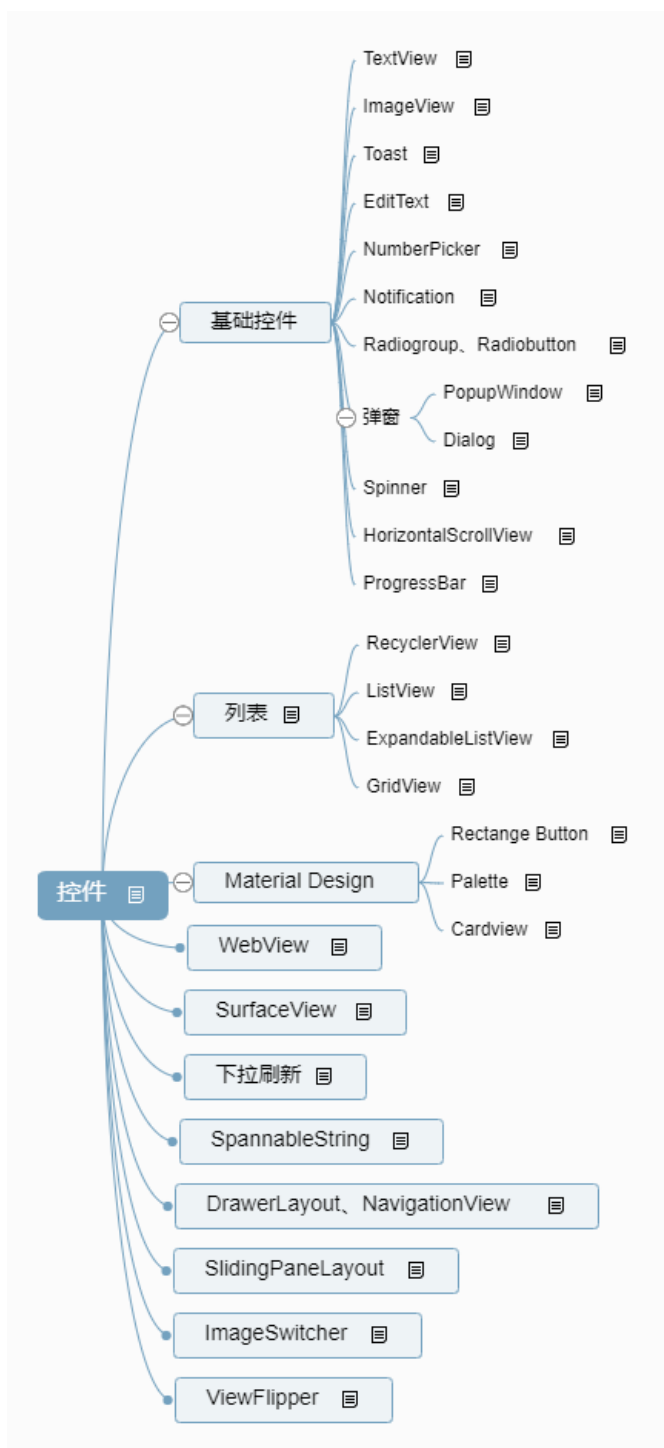 TextView
ImageView
Toast
EditText
NumberPicker
Notification
基础控件
Radiogroup、Radiobutton
PopupWindow
弹窗
Dialog
Spinner
HorizontalScrollView
ProgressBar
RecyclerView
ListView
列表
ExpandableListView
GridView
Rectange Button
控件
Material Design
Palette
Cardview
WebView
SurfaceView
下拉刷新
SpannableString
DrawerLayout、NavigationView
SlidingPaneLayout
ImageSwitcher
ViewFlipper